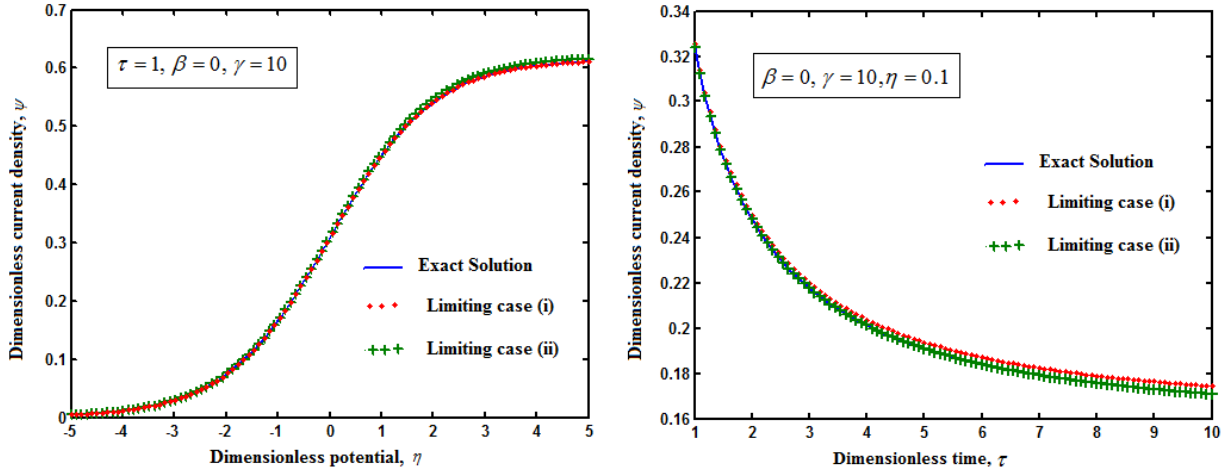 0.7
0.6
0.5
0.4
0.3
0.2
0.1
0
-5 -4 -3 -2 -1 0 1 2 3 4 5
Dimensionless current density, ψ
Dimensionless potential, η
τ = 1, β = 0, γ = 10
Exact Solution
Limiting case (i)
Limiting case (ii)
0.34
0.32
0.3
0.28
0.26
0.24
0.22
0.2
0.18
0.16
1 2 3 4 5 6 7 8 9 10
Dimensionless current density, ψ
Dimensionless time, τ
β = 0, γ = 10, η = 0.1
Exact Solution
Limiting case (i)
Limiting case (ii)